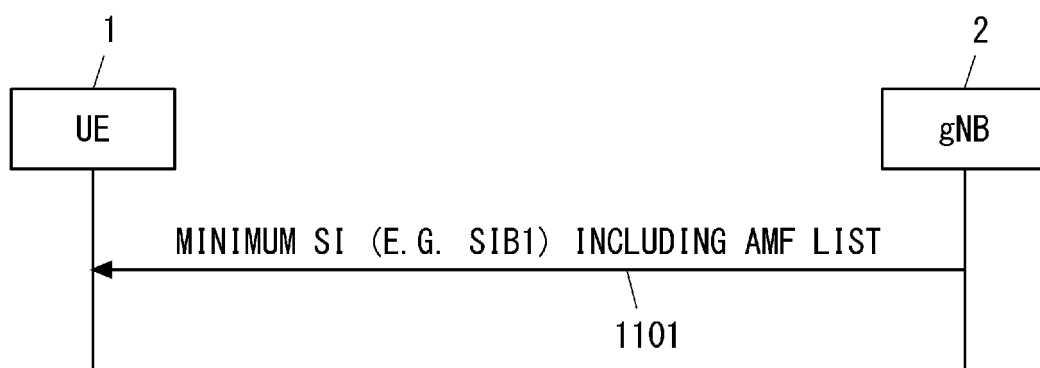 1
2
UE
gNB
MINIMUM SI (E.G. SIB1) INCLUDING AMF LIST
1101